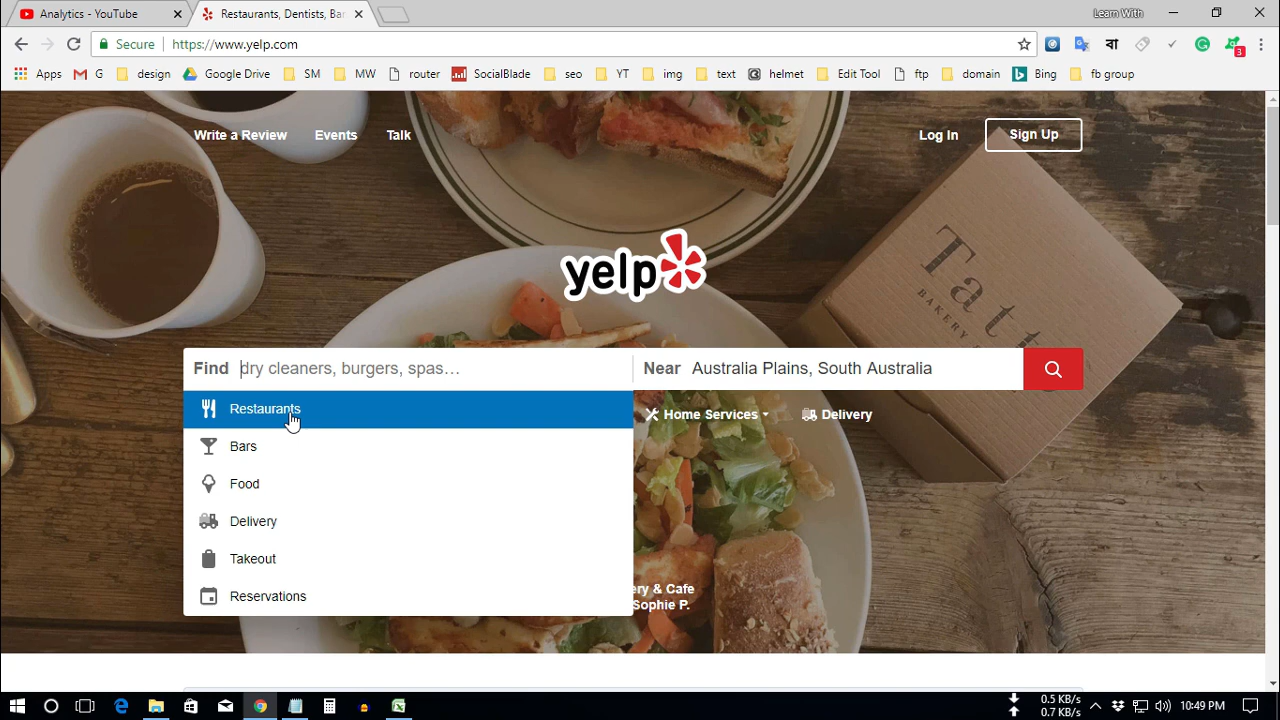 Analytics - YouTube
Restaurants, Dentists, Bar
Learn With
Secure
https://www.yelp.com
বা
3
Apps
G
design
Google Drive
SM
MW
router
SocialBlade
seo
YT
img
text
helmet
Edit Tool
ftp
domain
Bing
fb group
Write a Review
Events
Talk
Log In
Sign Up
yelp
Tatt
BAKERY
Find dry cleaners, burgers, spas…
Near Australia Plains, South Australia
Restaurants
Home Services
Delivery
Bars
Food
Delivery
Takeout
Reservations
ery & Cafe
Sophie P.
0.5 KB/s
0.7 KB/s
10:49 PM